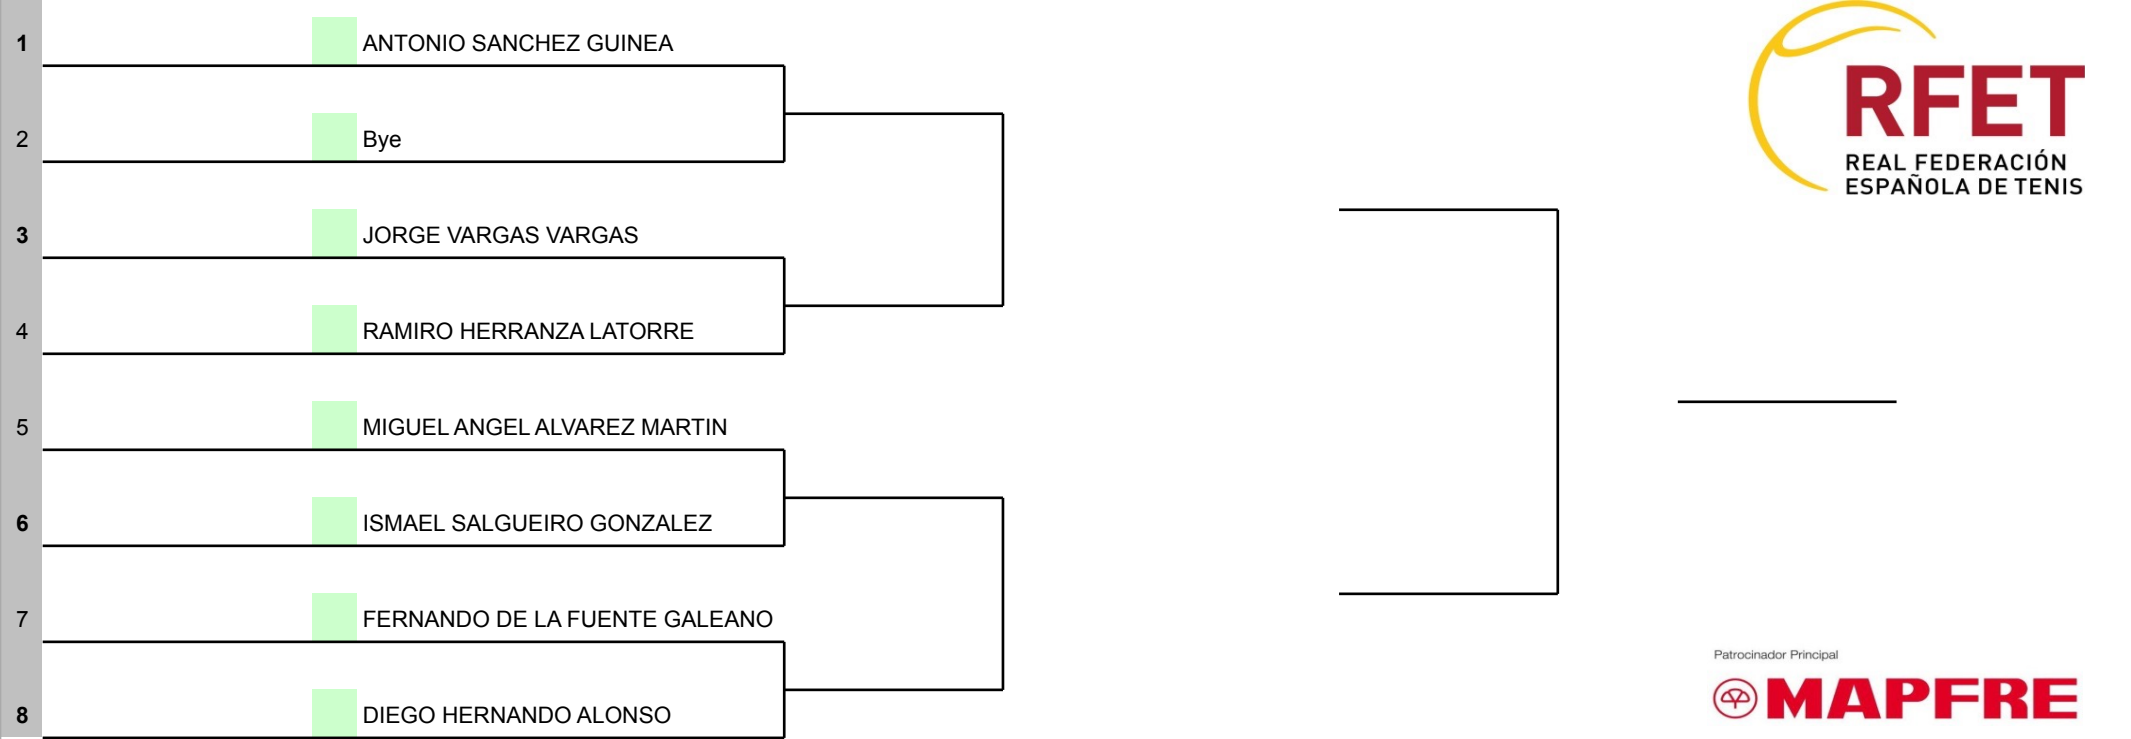 1 ANTONIO SANCHEZ GUINEA
2 Bye
3 JORGE VARGAS VARGAS
4 RAMIRO HERRANZA LATORRE
5 MIGUEL ANGEL ALVAREZ MARTIN
6 ISMAEL SALGUEIRO GONZALEZ
7 FERNANDO DE LA FUENTE GALEANO
8 DIEGO HERNANDO ALONSO
RFET
REAL FEDERACIÓN
ESPAÑOLA DE TENIS
Patrocinador Principal
MAPFRE